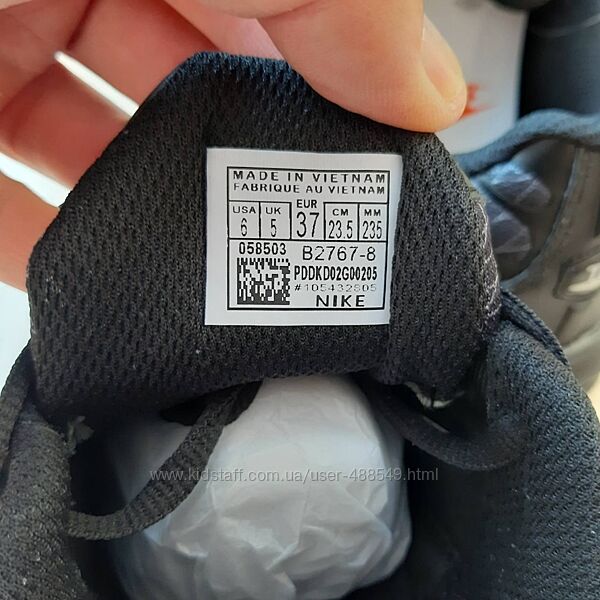 MADE IN VIETNAM
FABRIQUE AU VIETNAM
USA UK EUR CM MM
6 5 37 23.5 235
058503 B2767-8
PDDKD02G00205
#105432805
NIKE
www.kidstaff.com.ua/user-488549.html